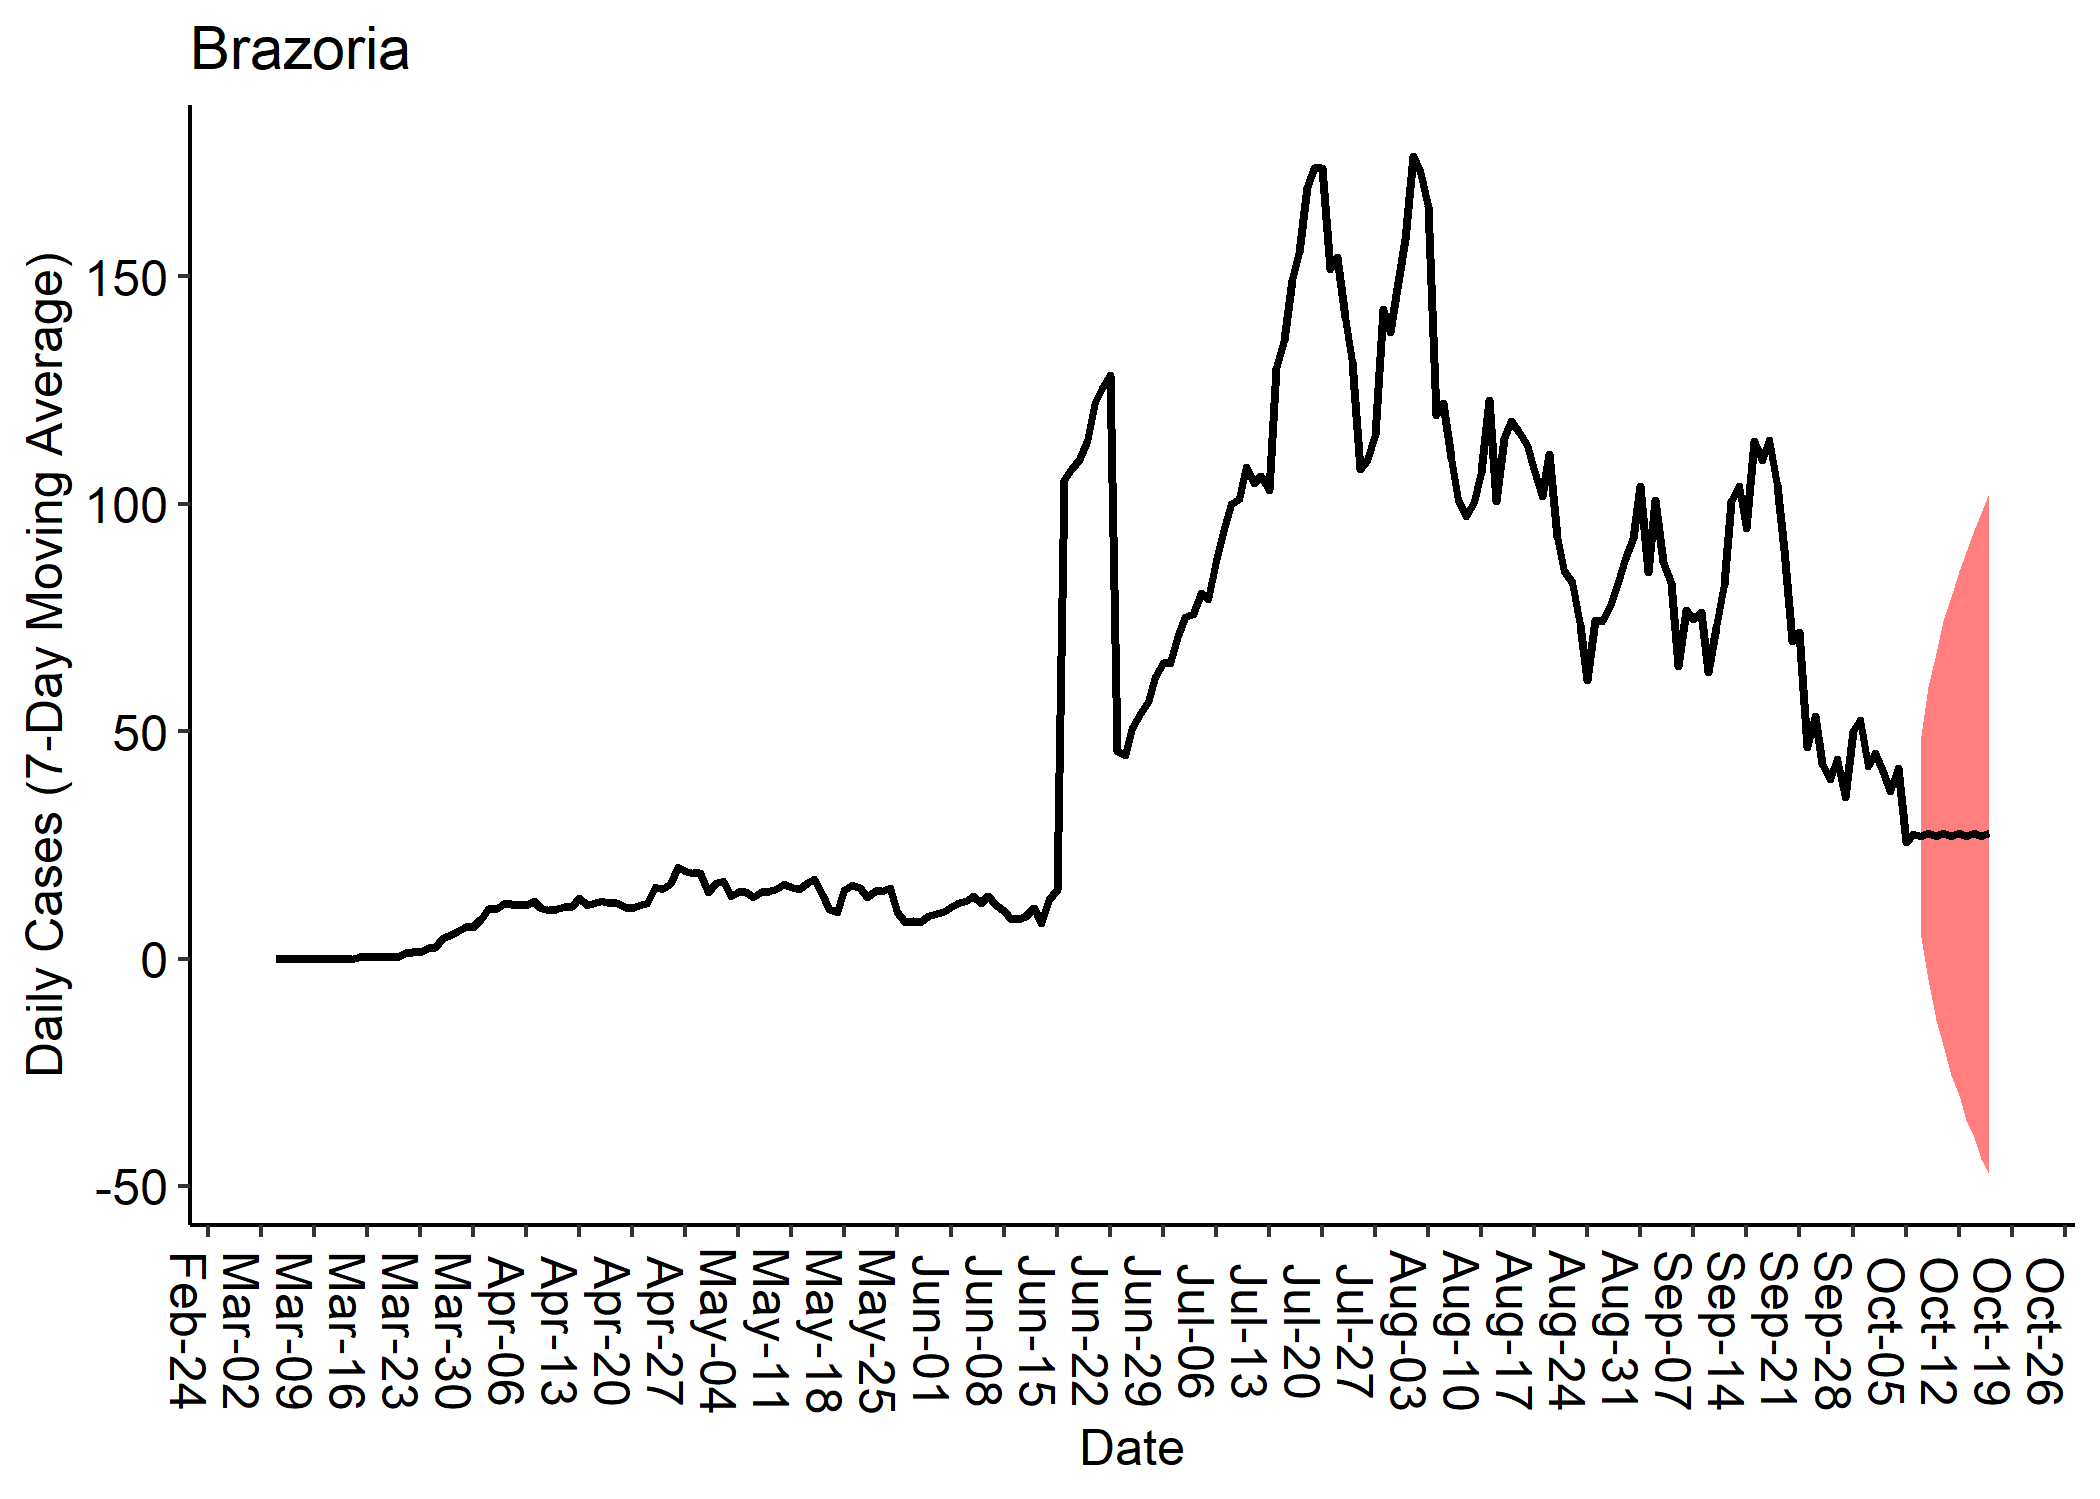 Brazoria
Daily Cases (7-Day Moving Average)
150
100
50
0
-50
Feb-24
Mar-02
Mar-09
Mar-16
Mar-23
Mar-30
Apr-06
Apr-13
Apr-20
Apr-27
May-04
May-11
May-18
May-25
Jun-01
Jun-08
Jun-15
Jun-22
Jun-29
Jul-06
Jul-13
Jul-20
Jul-27
Aug-03
Aug-10
Aug-17
Aug-24
Aug-31
Sep-07
Sep-14
Sep-21
Sep-28
Oct-05
Oct-12
Oct-19
Oct-26
Date